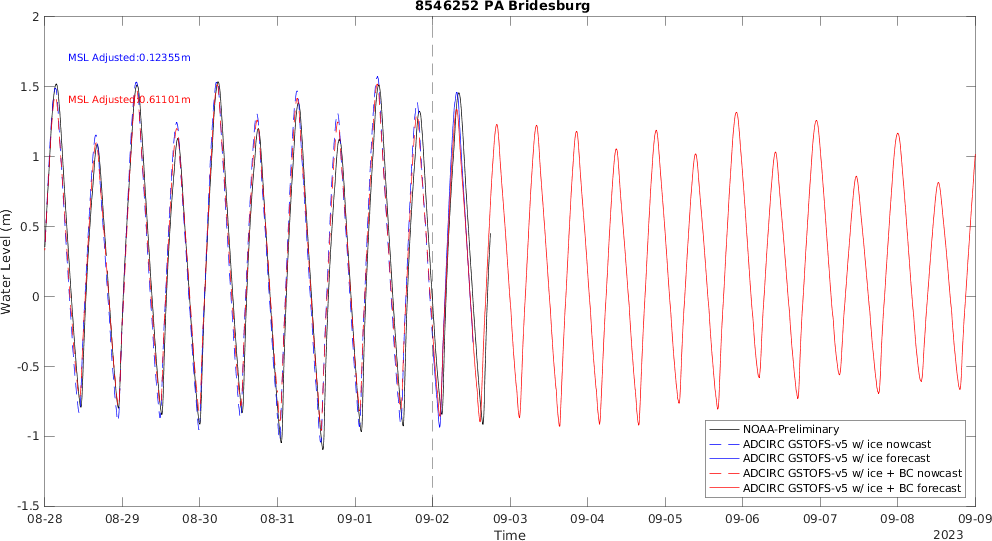 8546252 PA Bridesburg
MSL Adjusted:0.12355m
MSL Adjusted:0.61101m
Water Level (m)
2
1.5
1
0.5
0
-0.5
-1
-1.5
NOAA-Preliminary
ADCIRC GSTOFS-v5 w/ ice nowcast
ADCIRC GSTOFS-v5 w/ ice forecast
ADCIRC GSTOFS-v5 w/ ice + BC nowcast
ADCIRC GSTOFS-v5 w/ ice + BC forecast
08-28 08-29 08-30 08-31 09-01 09-02 09-03 09-04 09-05 09-06 09-07 09-08 09-09
Time
2023